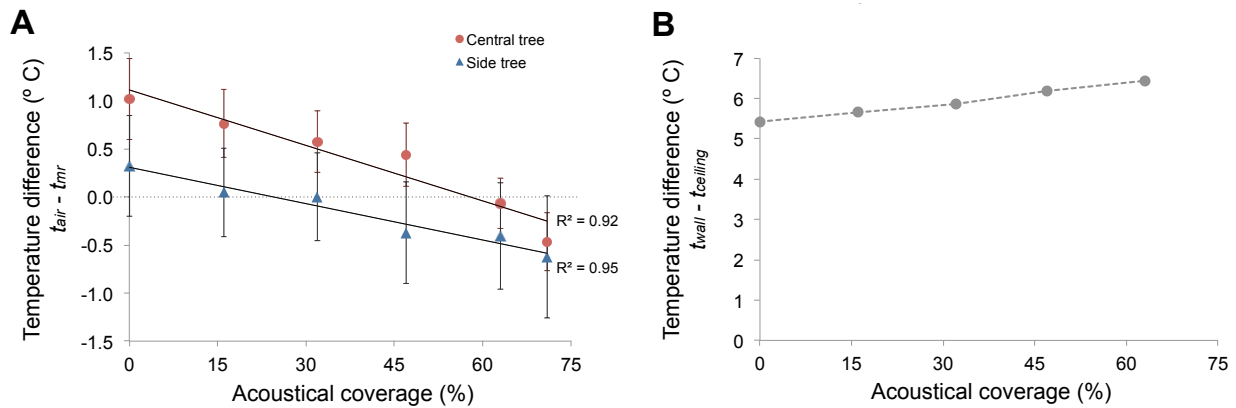 A
Central tree
Side tree
Temperature difference (º C)
tair - tmr
1.5
1.0
0.5
0.0
-0.5
-1.0
-1.5
R² = 0.92
R² = 0.95
0 15 30 45 60 75
Acoustical coverage (%)
B
Temperature difference (º C)
twall - tceiling
7
6
5
4
3
2
1
0
0 15 30 45 60 75
Acoustical coverage (%)